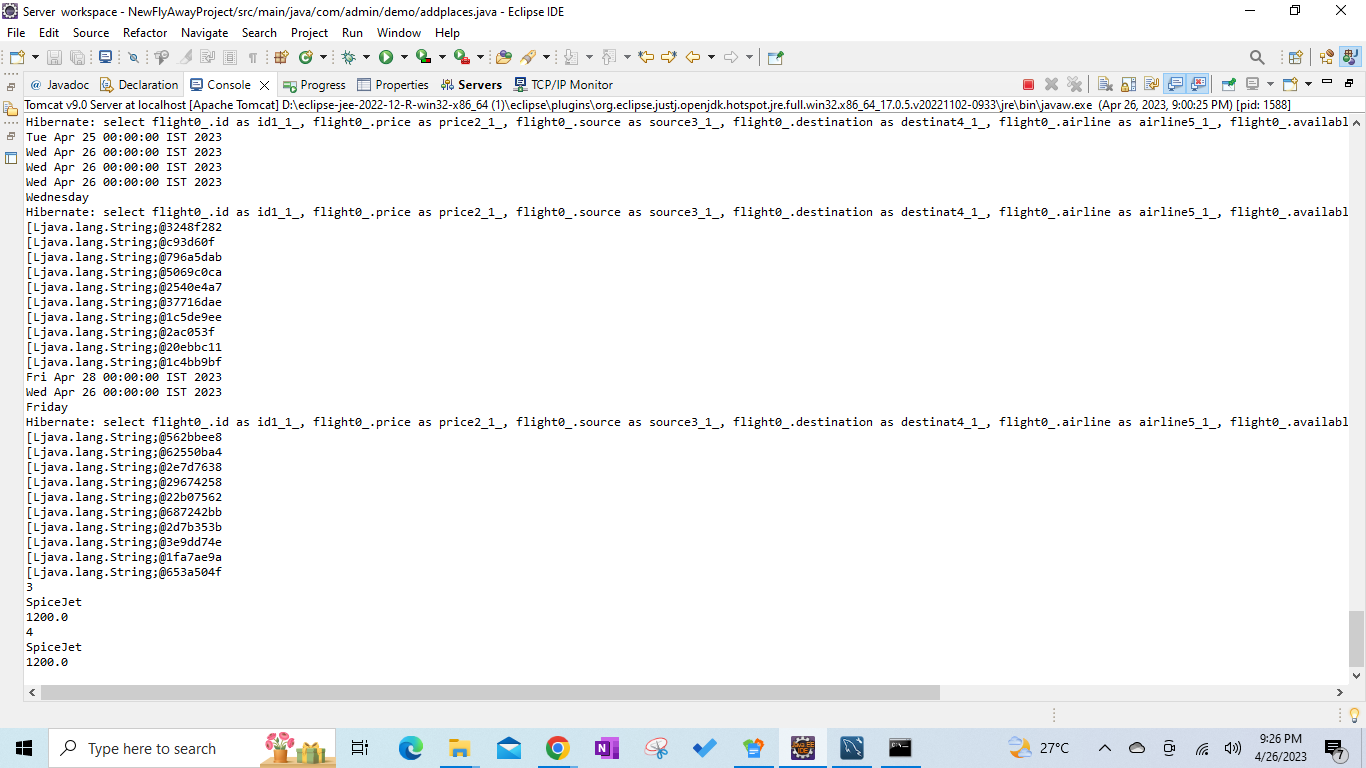 Server workspace - NewFlyAwayProject/src/main/java/com/admin/demo/addplaces.java - Eclipse IDE
File Edit Source Refactor Navigate Search Project Run Window Help
@ Javadoc Declaration Console Progress Properties Servers TCP/IP Monitor
Tomcat v9.0 Server at localhost [Apache Tomcat] D:\eclipse-jee-2022-12-R-win32-x86_64 (1)\eclipse\plugins\org.eclipse.justj.openjdk.hotspot.jre.full.win32.x86_64_17.0.5.v20221102-0933\jre\bin\javaw.exe (Apr 26, 2023, 9:00:25 PM) [pid: 1588]
Hibernate: select flight0_.id as id1_1_, flight0_.price as price2_1_, flight0_.source as source3_1_, flight0_.destination as destinat4_1_, flight0_.airline as airline5_1_, flight0_.availabl
Tue Apr 25 00:00:00 IST 2023
Wed Apr 26 00:00:00 IST 2023
Wed Apr 26 00:00:00 IST 2023
Wed Apr 26 00:00:00 IST 2023
Wednesday
Hibernate: select flight0_.id as id1_1_, flight0_.price as price2_1_, flight0_.source as source3_1_, flight0_.destination as destinat4_1_, flight0_.airline as airline5_1_, flight0_.availabl
[Ljava.lang.String;@3248f282
[Ljava.lang.String;@c93d60f
[Ljava.lang.String;@796a5dab
[Ljava.lang.String;@5069c0ca
[Ljava.lang.String;@2540e4a7
[Ljava.lang.String;@37716dae
[Ljava.lang.String;@1c5de9ee
[Ljava.lang.String;@2ac053f
[Ljava.lang.String;@20ebbc11
[Ljava.lang.String;@1c4bb9bf
Fri Apr 28 00:00:00 IST 2023
Wed Apr 26 00:00:00 IST 2023
Friday
Hibernate: select flight0_.id as id1_1_, flight0_.price as price2_1_, flight0_.source as source3_1_, flight0_.destination as destinat4_1_, flight0_.airline as airline5_1_, flight0_.availabl
[Ljava.lang.String;@562bbee8
[Ljava.lang.String;@62550ba4
[Ljava.lang.String;@2e7d7638
[Ljava.lang.String;@29674258
[Ljava.lang.String;@22b07562
[Ljava.lang.String;@687242bb
[Ljava.lang.String;@2d7b353b
[Ljava.lang.String;@3e9dd74e
[Ljava.lang.String;@1fa7ae9a
[Ljava.lang.String;@653a504f
3
SpiceJet
1200.0
4
SpiceJet
1200.0
Type here to search
27°C
9:26 PM
4/26/2023
7